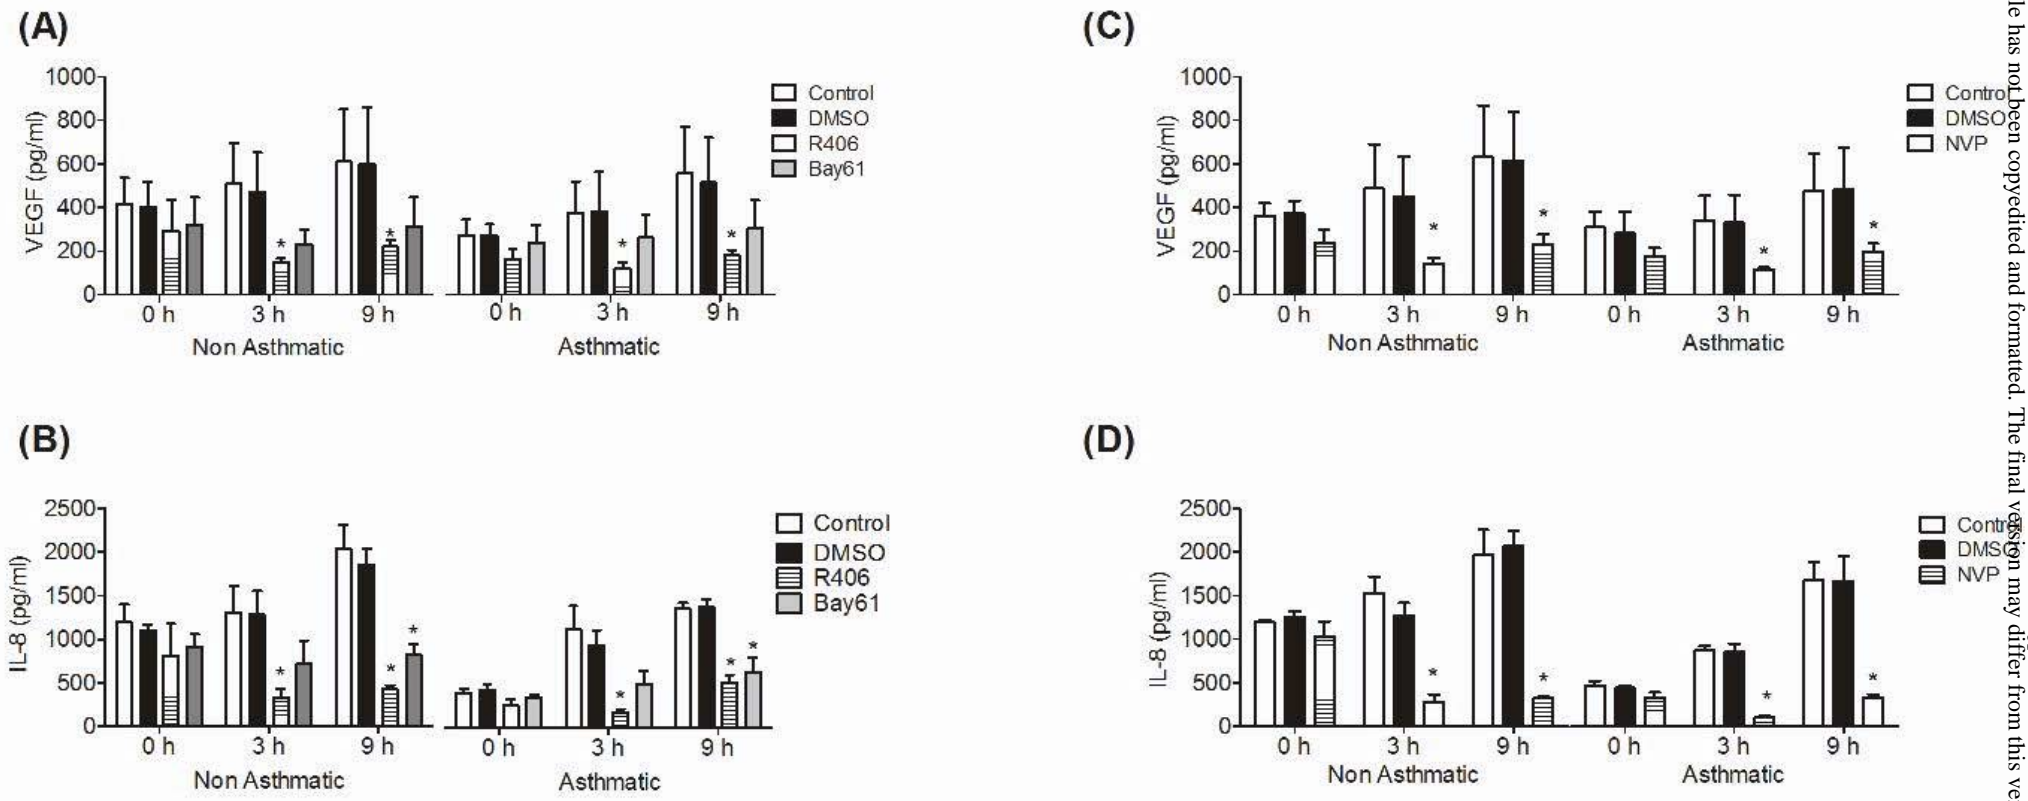 (A)
VEGF (pg/ml)
1000
800
600
400
200
0
0 h 3 h 9 h 0 h 3 h 9 h
Non Asthmatic Asthmatic
Control
DMSO
R406
Bay61
* * * *
(C)
VEGF (pg/ml)
1000
800
600
400
200
0
0 h 3 h 9 h 0 h 3 h 9 h
Non Asthmatic Asthmatic
Control
DMSO
NVP
* * * *
(B)
IL-8 (pg/ml)
2500
2000
1500
1000
500
0
0 h 3 h 9 h 0 h 3 h 9 h
Non Asthmatic Asthmatic
Control
DMSO
R406
Bay61
* * * * * *
(D)
IL-8 (pg/ml)
2500
2000
1500
1000
500
0
0 h 3 h 9 h 0 h 3 h 9 h
Non Asthmatic Asthmatic
Control
DMSO
NVP
* * * *
le has not been copyedited and formatted. The final version may differ from this ve